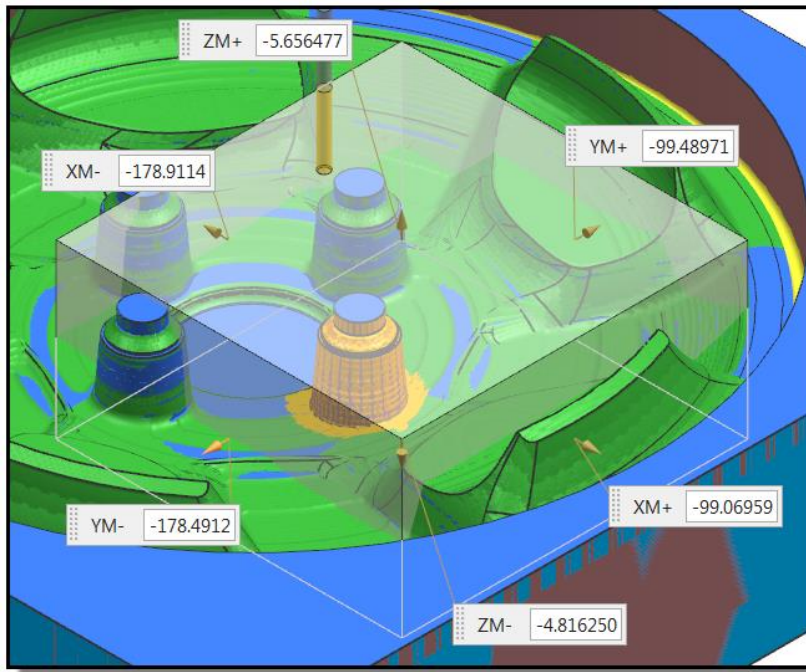 ZM+ -5.656477
YM+ -99.48971
XM- -178.9114
XM+ -99.06959
YM- -178.4912
ZM- -4.816250